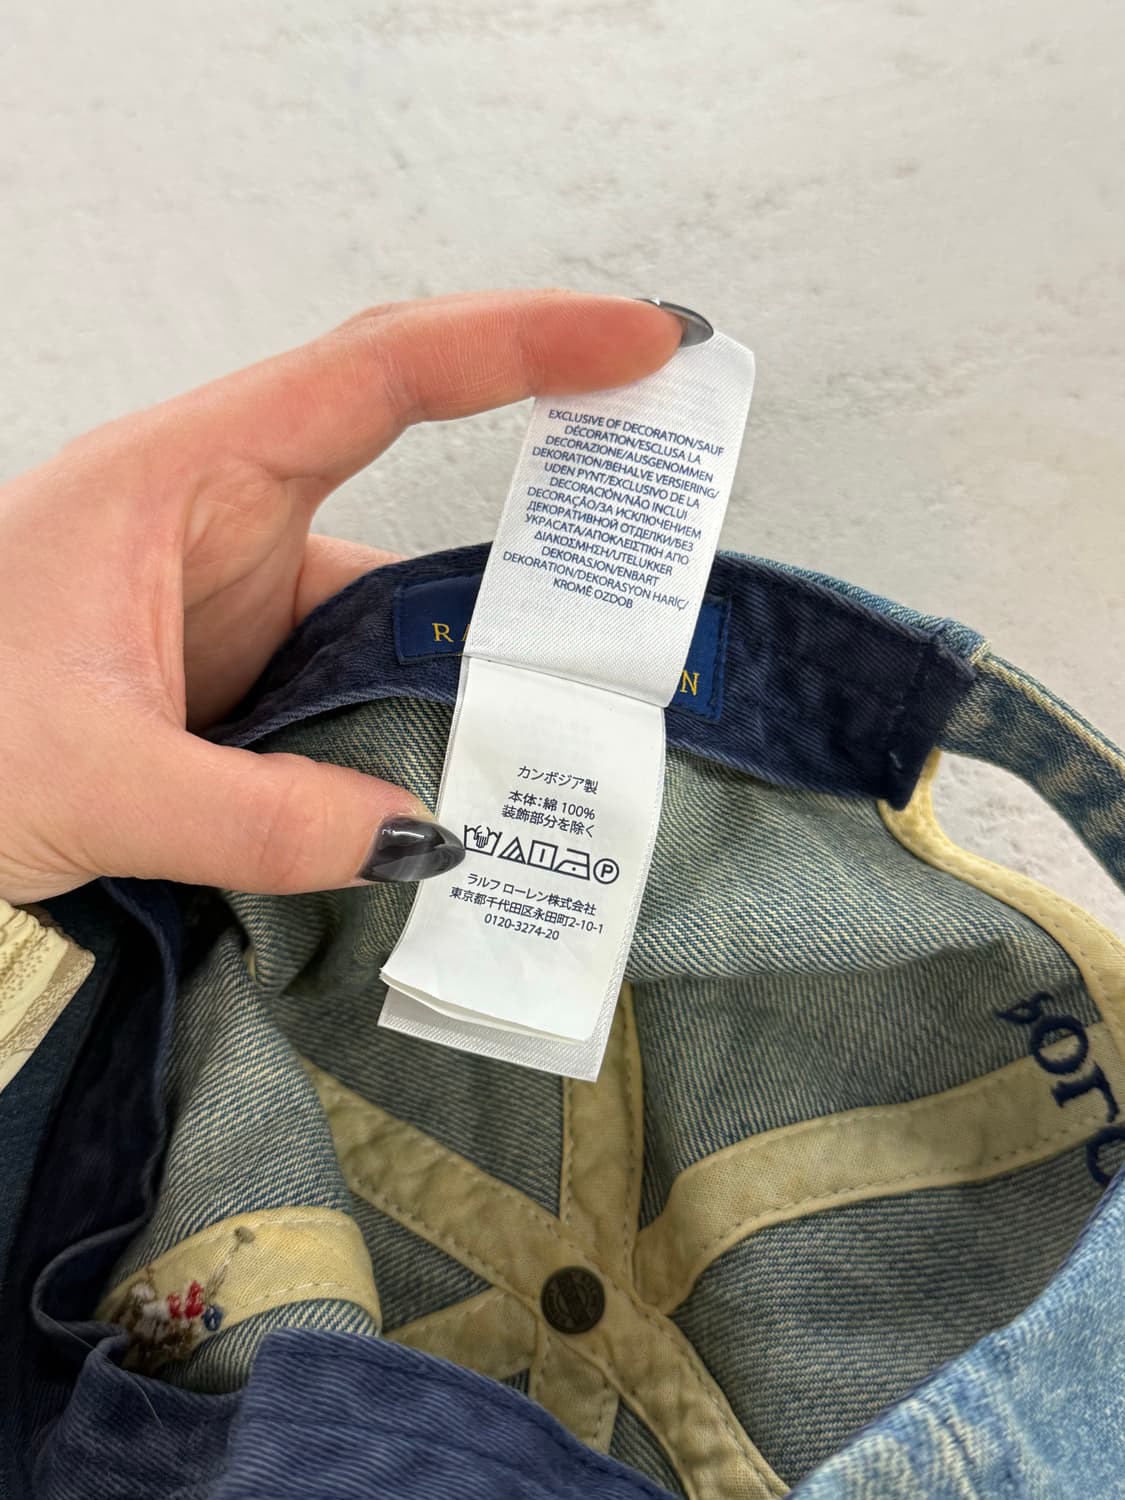 EXCLUSIVE OF DECORATION/SAUF
DÉCORATION/ESCLUSA LA
DECORAZIONE/AUSGENOMMEN
DEKORATION/BEHALVE VERSIERING/
UDEN PYNT/EXCLUSIVO DE LA
DECORACIÓN/NÃO INCLUI
DECORAÇÃO/ЗА ИСКЛЮЧЕНИЕМ
ДЕКОРАТИВНОЙ ОТДЕЛКИ/БЕЗ
УКРАСАТА/ΑΠΟΚΛΕΙΣΤΙΚΗ ΑΠΟ
ΔΙΑΚΟΣΜΗΣΗ/UTELUKKER
DEKORASJON/ENBART
DEKORATION/DEKORASYON HARİÇ/
KROMĚ OZDOB
カンボジア製
本体:綿 100%
装飾部分を除く
P
ラルフ ローレン株式会社
東京都千代田区永田町2-10-1
0120-3274-20